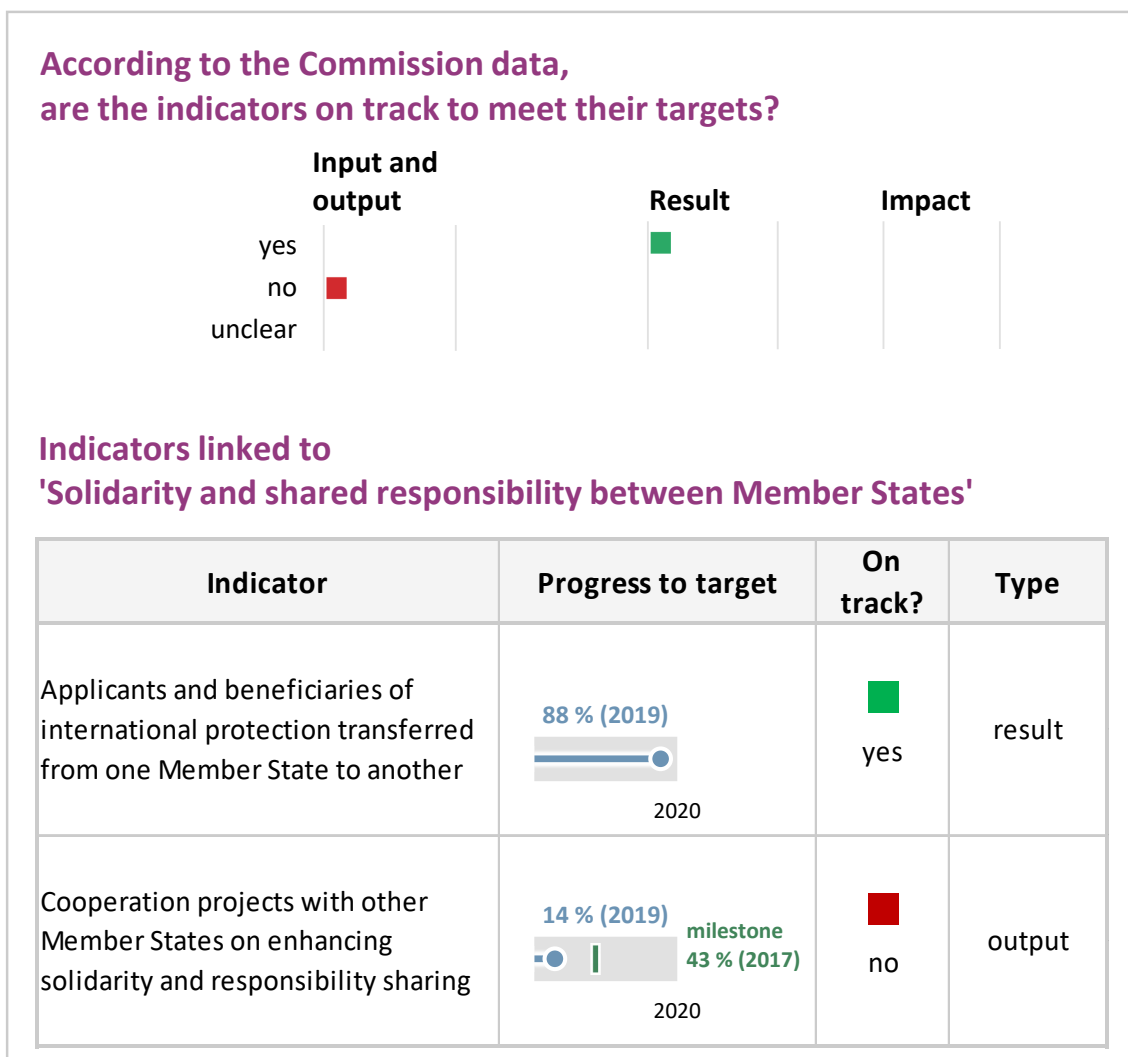 According to the Commission data,
are the indicators on track to meet their targets?
Input and
output
Result
Impact
yes
no
unclear
Indicators linked to
'Solidarity and shared responsibility between Member States'
Indicator
Progress to target
On
track?
Type
Applicants and beneficiaries of
international protection transferred
from one Member State to another
88 % (2019)
2020
yes
result
Cooperation projects with other
Member States on enhancing
solidarity and responsibility sharing
14 % (2019)
milestone
43 % (2017)
2020
no
output